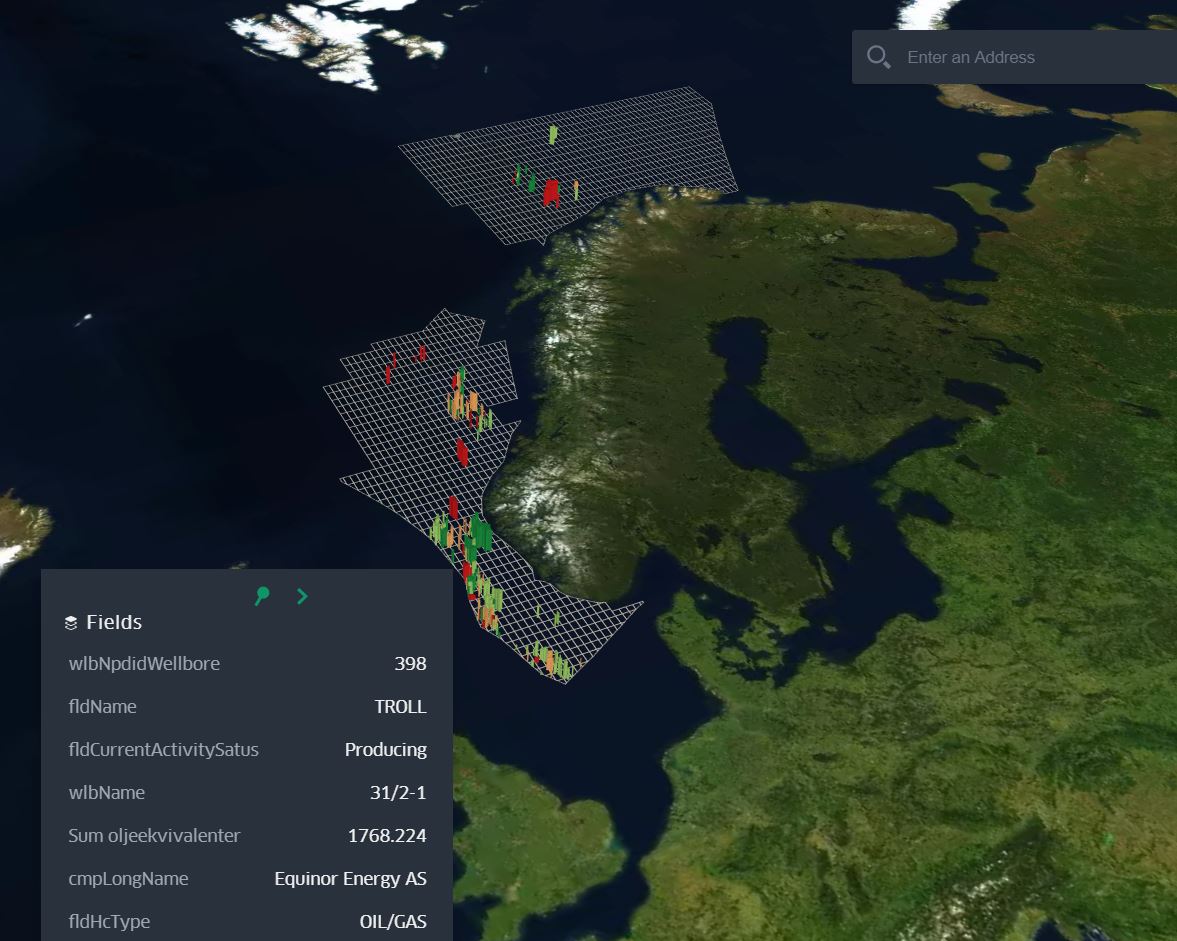 Enter an Address
Fields
wlbNpdidWellbore 398
fldName TROLL
fldCurrentActivitySatus Producing
wlbName 31/2-1
Sum oljeekvivalenter 1768.224
cmpLongName Equinor Energy AS
fldHcType OIL/GAS